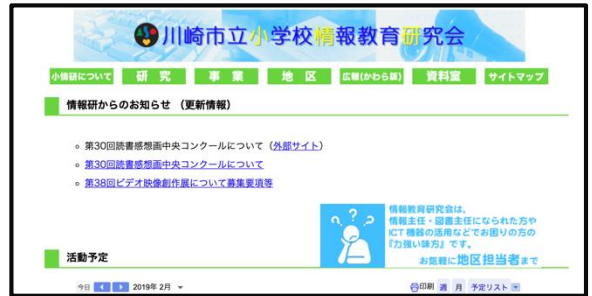 川崎市立小学校情報教育研究会
小情研について 研究 事業 地区 広報(かわら版) 資料室 サイトマップ
情報研からのお知らせ (更新情報)
第30回読書感想画中央コンクールについて (外部サイト)
第30回読書感想画中央コンクールについて
第38回ビデオ映像創作展について募集要項等
情報教育研究会は、
情報主任・図書主任になられた方や
ICT機器の活用などでお困りの方の
『力強い味方』です。
お気軽に地区担当者まで
活動予定
今日 2019年 2月 印刷 週 月 予定リスト